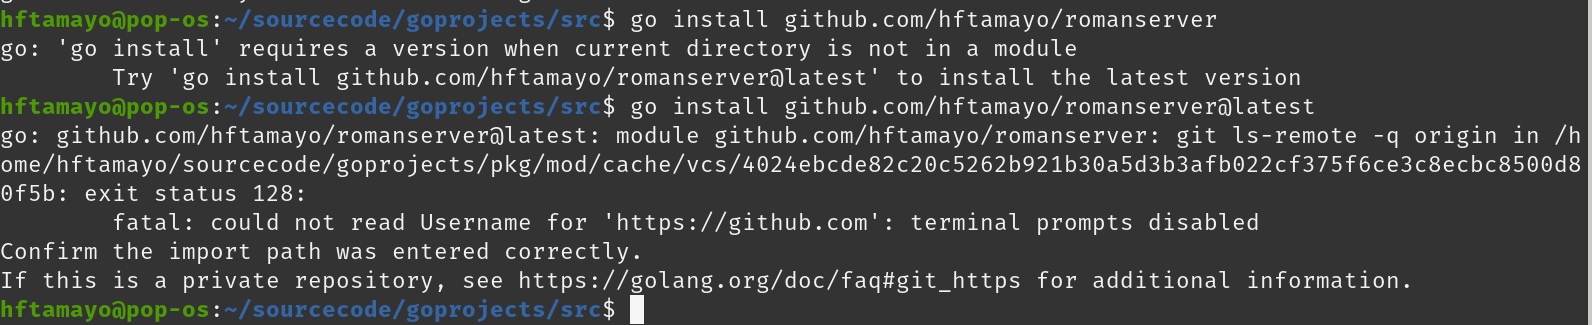 hftamayo@pop-os:~/sourcecode/goprojects/src$ go install github.com/hftamayo/romanserver
go: 'go install' requires a version when current directory is not in a module
        Try 'go install github.com/hftamayo/romanserver@latest' to install the latest version
hftamayo@pop-os:~/sourcecode/goprojects/src$ go install github.com/hftamayo/romanserver@latest
go: github.com/hftamayo/romanserver@latest: module github.com/hftamayo/romanserver: git ls-remote -q origin in /h
ome/hftamayo/sourcecode/goprojects/pkg/mod/cache/vcs/4024ebcde82c20c5262b921b30a5d3b3afb022cf375f6ce3c8ecbc8500d8
0f5b: exit status 128:
        fatal: could not read Username for 'https://github.com': terminal prompts disabled
Confirm the import path was entered correctly.
If this is a private repository, see https://golang.org/doc/faq#git_https for additional information.
hftamayo@pop-os:~/sourcecode/goprojects/src$